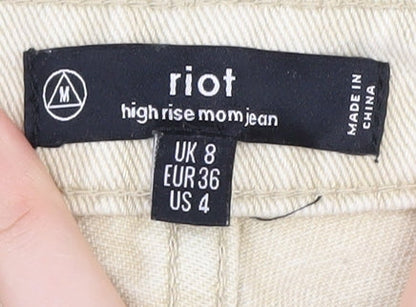 M
riot
high rise mom jean
MADE IN
CHINA
UK 8
EUR 36
US 4